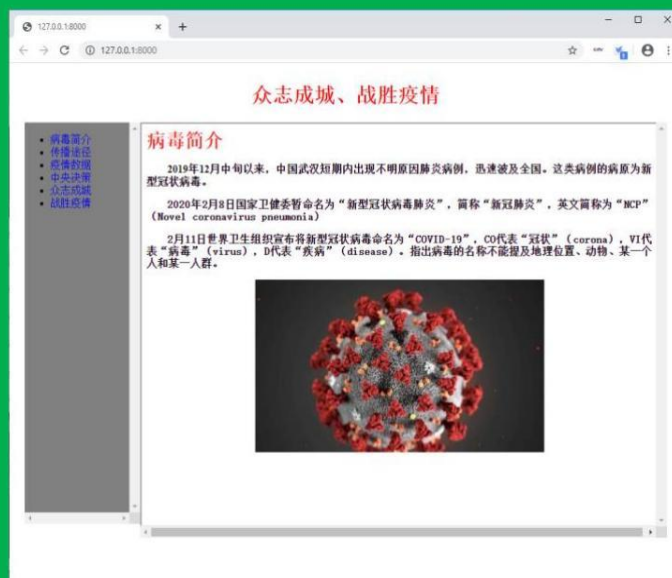 127.0.0.1:8000
127.0.0.1:8000
众志成城、战胜疫情
病毒简介
传播途径
疫情数据
中央决策
众志成城
战胜疫情
病毒简介
2019年12月中旬以来，中国武汉短期内出现不明原因肺炎病例，迅速波及全国。这类病例的病原为新
型冠状病毒。
2020年2月8日国家卫健委暂命名为“新型冠状病毒肺炎”，简称“新冠肺炎”，英文简称为“NCP”
（Novel coronavirus pneumonia）
2月11日世界卫生组织宣布将新型冠状病毒命名为“COVID-19”，CO代表“冠状”（corona），VI代
表“病毒”（virus），D代表“疾病”（disease）。指出病毒的名称不能提及地理位置、动物、某一个
人和某一人群。